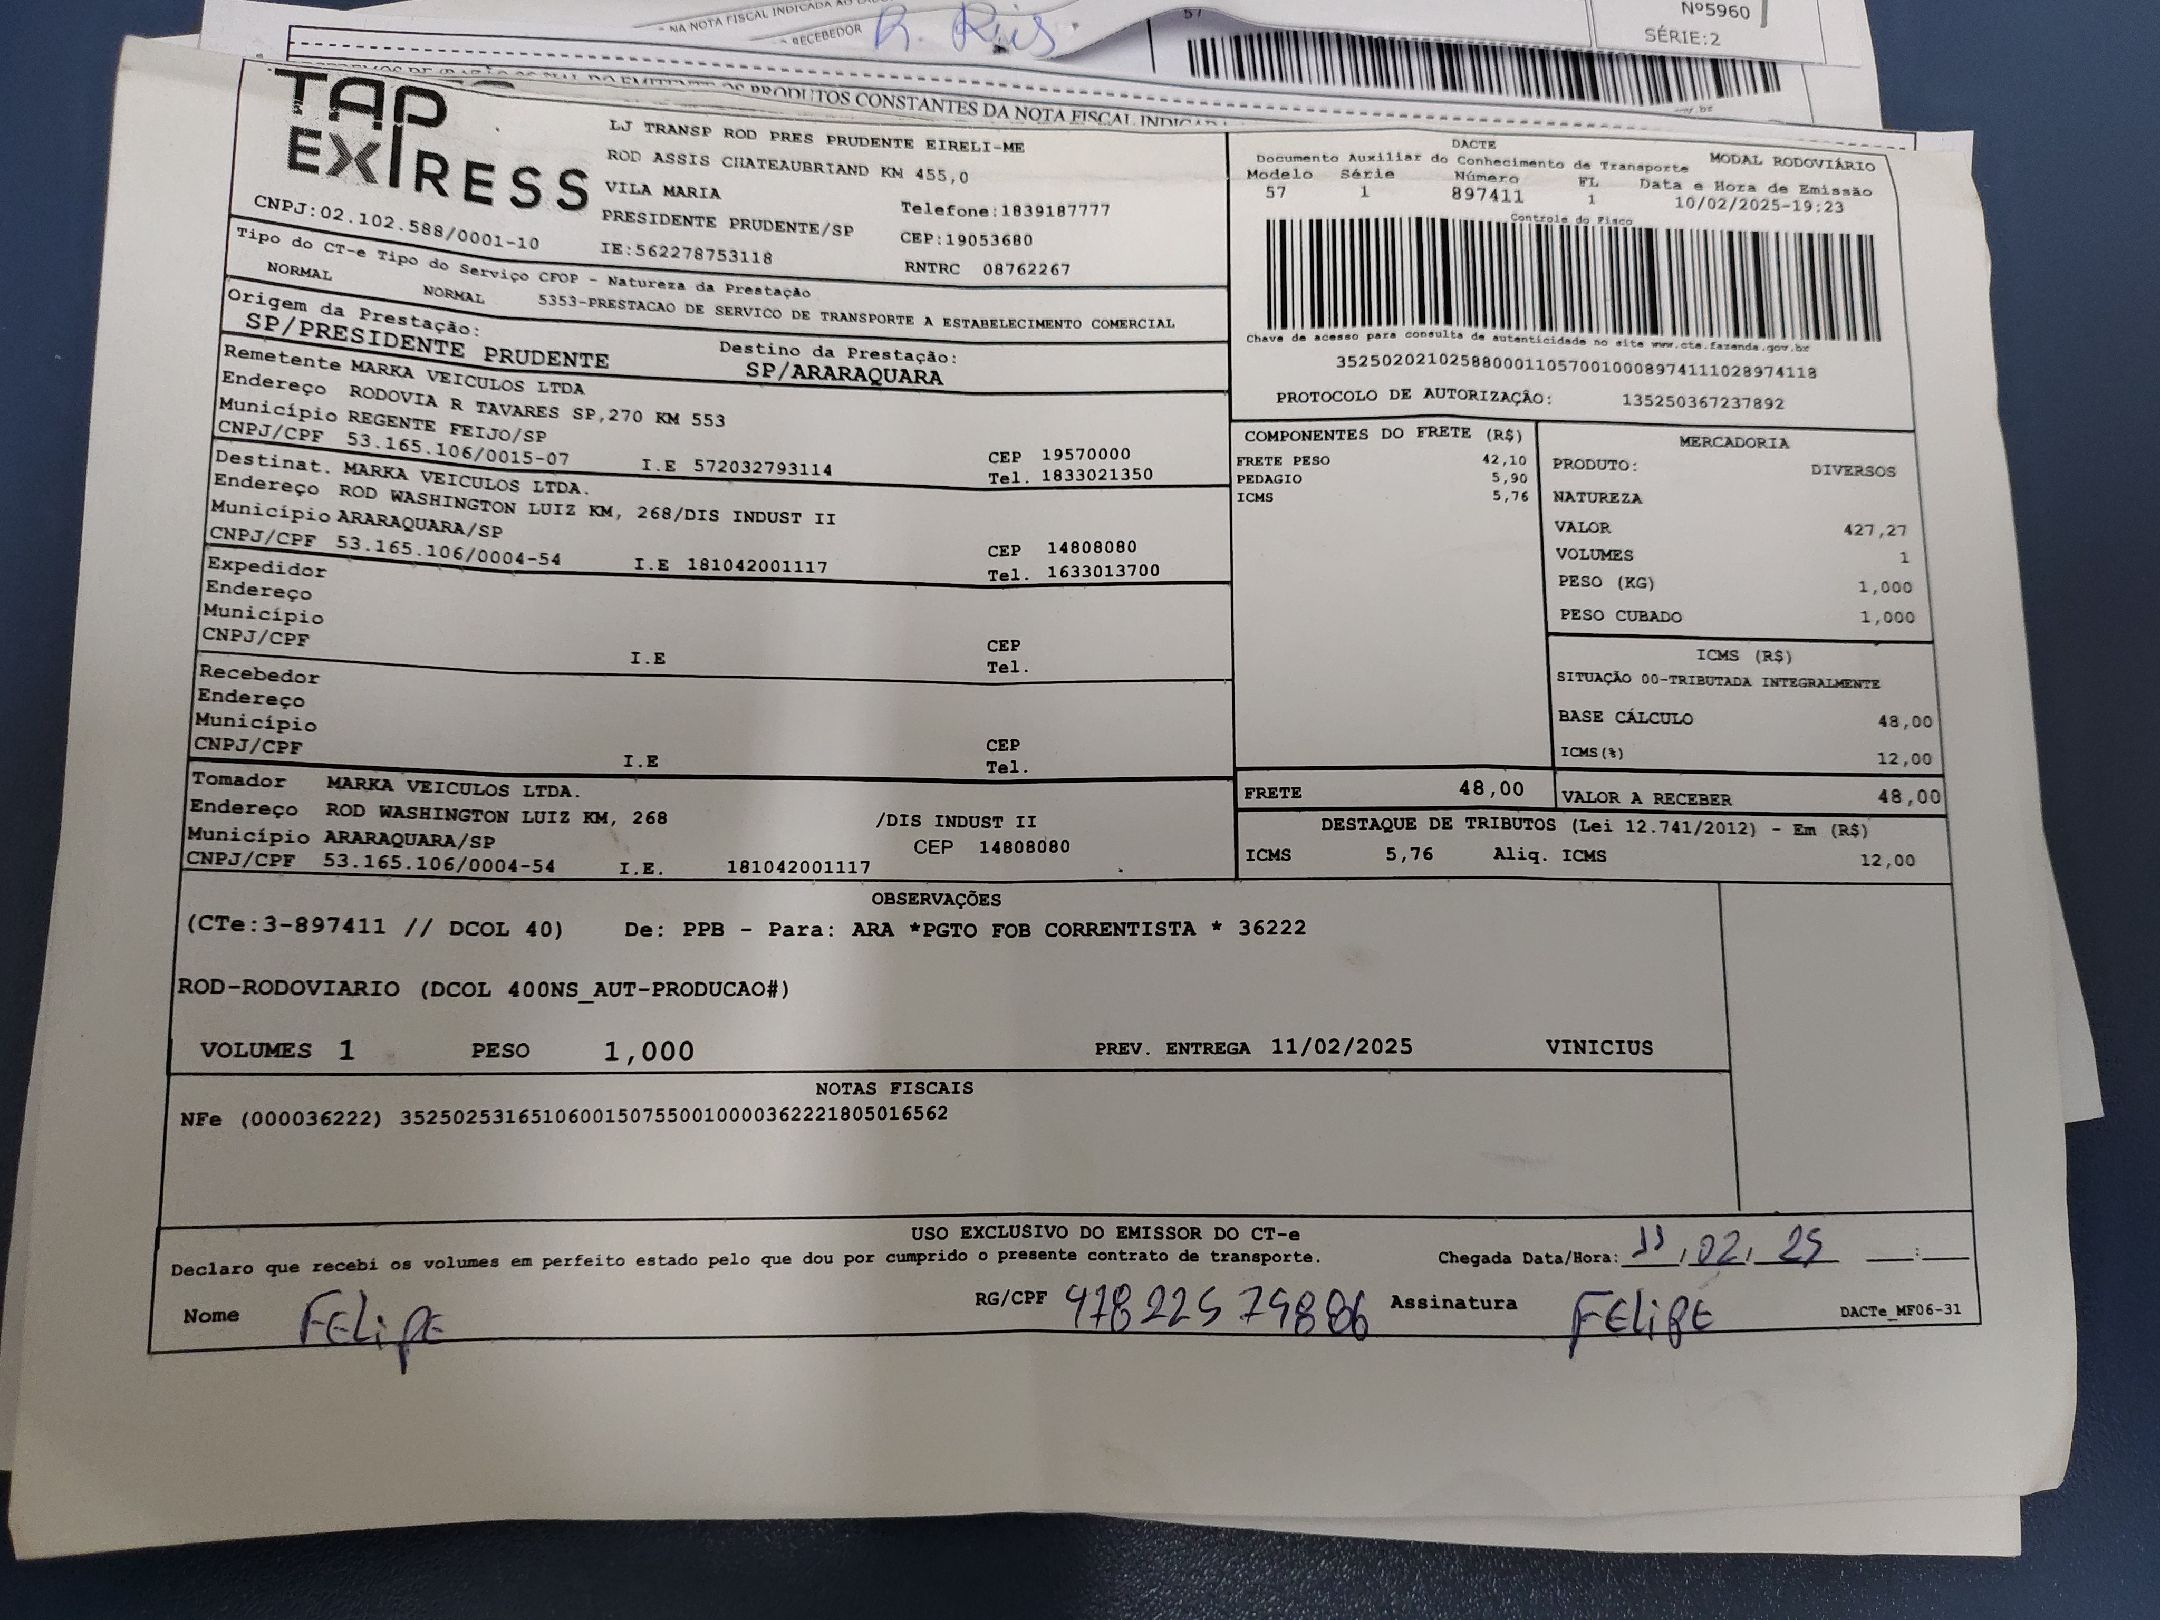 - NA NOTA FISCAL INDICADA AO
RECEBEDOR R. Reis
Nº5960
SÉRIE:2
PRODUTOS CONSTANTES DA NOTA FISCAL
TAP
EXPRESS
CNPJ:02.102.588/0001-10
LJ TRANSP ROD PRES PRUDENTE EIRELI-ME
ROD ASSIS CHATEAUBRIAND KM 455,0
VILA MARIA
PRESIDENTE PRUDENTE/SP
IE:562278753118
Telefone:1839187777
CEP:19053680
RNTRC 08762267
DACTE
Documento Auxiliar do Conhecimento de Transporte MODAL RODOVIÁRIO
Modelo Série Número FL Data e Hora de Emissão
57 1 897411 1 10/02/2025-19:23
Controle do Fisco
Chave de acesso para consulta de autenticidade no site www.cte.fazenda.gov.br
35250202102588000110570010008974111028974118
PROTOCOLO DE AUTORIZAÇÃO: 135250367237892
Tipo do CT-e Tipo do Serviço CFOP - Natureza da Prestação
NORMAL NORMAL 5353-PRESTACAO DE SERVICO DE TRANSPORTE A ESTABELECIMENTO COMERCIAL
Origem da Prestação: Destino da Prestação:
SP/PRESIDENTE PRUDENTE SP/ARARAQUARA
Remetente MARKA VEICULOS LTDA
Endereço RODOVIA R TAVARES SP,270 KM 553
Município REGENTE FEIJO/SP CEP 19570000
CNPJ/CPF 53.165.106/0015-07 I.E 572032793114 Tel. 1833021350
Destinat. MARKA VEICULOS LTDA.
Endereço ROD WASHINGTON LUIZ KM, 268/DIS INDUST II
Município ARARAQUARA/SP CEP 14808080
CNPJ/CPF 53.165.106/0004-54 I.E 181042001117 Tel. 1633013700
Expedidor
Endereço
Município CEP
CNPJ/CPF I.E Tel.
Recebedor
Endereço
Município CEP
CNPJ/CPF I.E Tel.
Tomador MARKA VEICULOS LTDA.
Endereço ROD WASHINGTON LUIZ KM, 268 /DIS INDUST II
Município ARARAQUARA/SP CEP 14808080
CNPJ/CPF 53.165.106/0004-54 I.E. 181042001117
COMPONENTES DO FRETE (R$)
FRETE PESO 42,10
PEDAGIO 5,90
ICMS 5,76
MERCADORIA
PRODUTO: DIVERSOS
NATUREZA
VALOR 427,27
VOLUMES 1
PESO (KG) 1,000
PESO CUBADO 1,000
ICMS (R$)
SITUAÇÃO 00-TRIBUTADA INTEGRALMENTE
BASE CÁLCULO 48,00
ICMS(%) 12,00
FRETE 48,00 VALOR A RECEBER 48,00
DESTAQUE DE TRIBUTOS (Lei 12.741/2012) - Em (R$)
ICMS 5,76 Aliq. ICMS 12,00
OBSERVAÇÕES
(CTe:3-897411 // DCOL 40) De: PPB - Para: ARA *PGTO FOB CORRENTISTA * 36222
ROD-RODOVIARIO (DCOL 400NS_AUT-PRODUCAO#)
VOLUMES 1 PESO 1,000 PREV. ENTREGA 11/02/2025 VINICIUS
NOTAS FISCAIS
NFe (000036222) 35250253165106001507550010000362221805016562
USO EXCLUSIVO DO EMISSOR DO CT-e
Declaro que recebi os volumes em perfeito estado pelo que dou por cumprido o presente contrato de transporte. Chegada Data/Hora: 11/02/25 __:__
Nome FELIPE RG/CPF 47822579886 Assinatura FELIPE DACTe_MF06-31